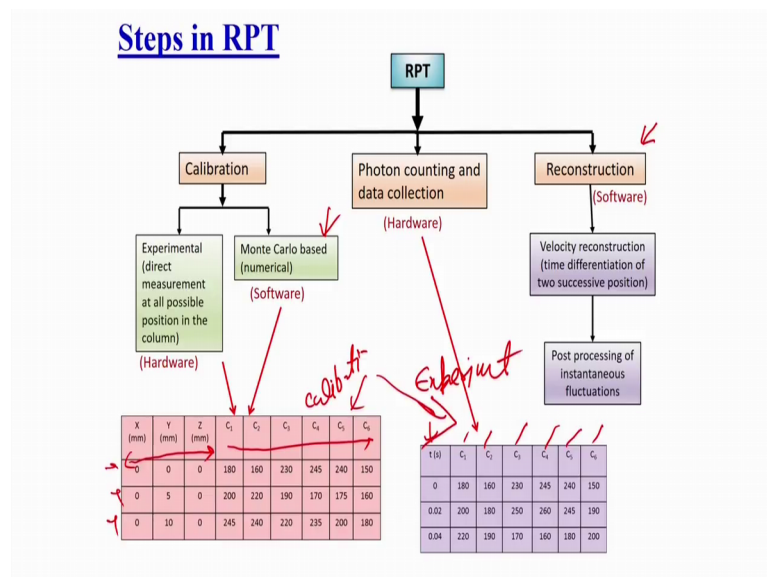 Steps in RPT
RPT
Calibration
Photon counting and
data collection
(Hardware)
Reconstruction
(Software)
Experimental
(direct
measurement
at all possible
position in the
column)
(Hardware)
Monte Carlo based
(numerical)
(Software)
Velocity reconstruction
(time differentiation of
two successive position)
Post processing of
instantaneous
fluctuations
Experiment
X (mm) Y (mm) Z (mm) C₁ C₂ C₃ C₄ C₅ C₆
0 0 0 180 160 230 245 240 150
0 5 0 200 220 190 170 175 160
0 10 0 245 240 220 235 200 180
t (s) C₁ C₂ C₃ C₄ C₅ C₆
0 180 160 230 245 240 150
0.02 200 180 250 260 245 190
0.04 220 190 170 160 180 200